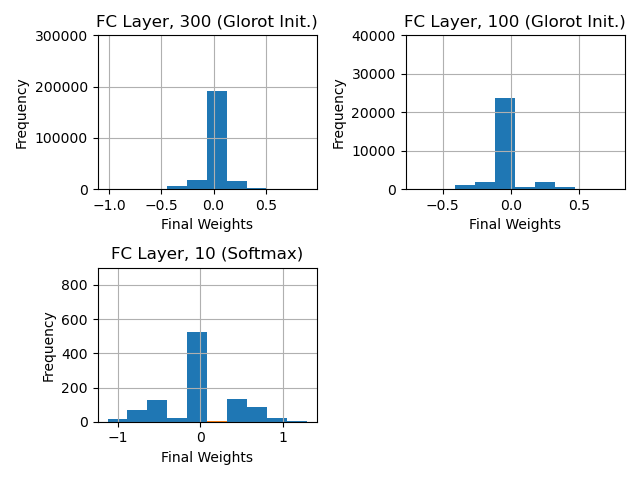 FC Layer, 300 (Glorot Init.)
300000
200000
100000
0
Frequency
−1.0 −0.5 0.0 0.5
Final Weights
FC Layer, 100 (Glorot Init.)
40000
30000
20000
10000
0
Frequency
−0.5 0.0 0.5
Final Weights
FC Layer, 10 (Softmax)
800
600
400
200
0
Frequency
−1 0 1
Final Weights